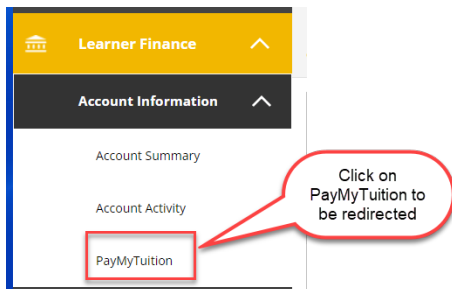 Learner Finance
Account Information
Account Summary
Account Activity
PayMyTuition
Click on
PayMyTuition to
be redirected